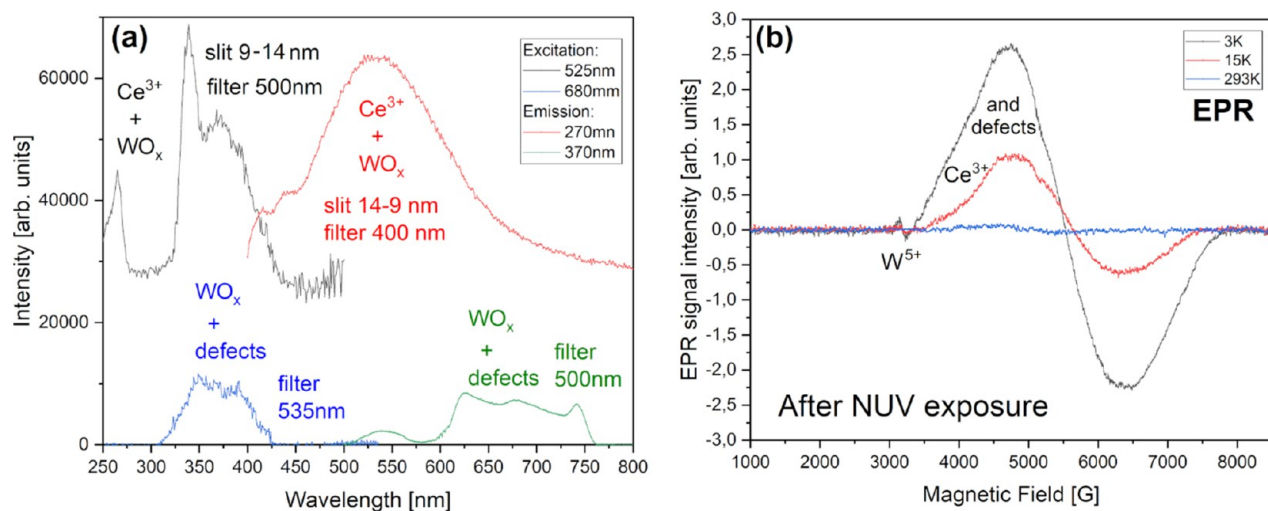 (a)
slit 9-14 nm
filter 500nm
Ce³⁺
+
WOₓ
Excitation:
525nm
680mm
Emission:
270mn
370nm
Ce³⁺
+
WOₓ
slit 14-9 nm
filter 400 nm
WOₓ
+
defects
filter
535nm
WOₓ
+
defects
filter
500nm
Intensity [arb. units]
60000
40000
20000
0
250 300 350 400 450 500 550 600 650 700 750 800
Wavelength [nm]
(b)
3K
15K
293K
EPR
and
defects
Ce³⁺
W⁵⁺
After NUV exposure
EPR signal intensity [arb. units]
3,0
2,5
2,0
1,5
1,0
0,5
0,0
-0,5
-1,0
-1,5
-2,0
-2,5
-3,0
1000 2000 3000 4000 5000 6000 7000 8000
Magnetic Field [G]